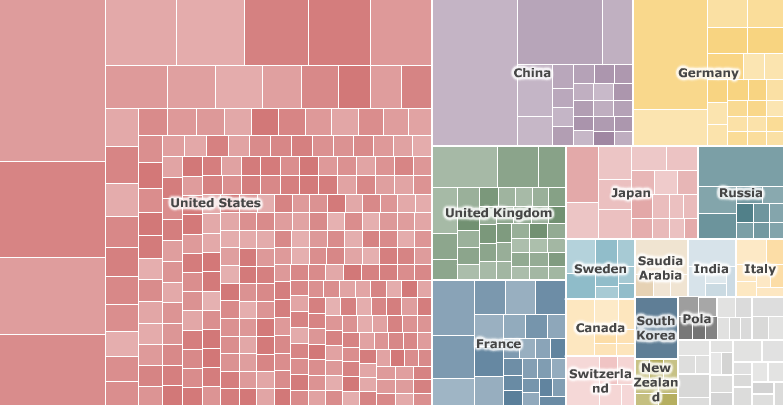 China
Germany
United States
United Kingdom
Japan
Russia
Sweden
Saudia
Arabia
India
Italy
France
Canada
South
Korea
Pola
Switzerla
nd
New
Zealan
d